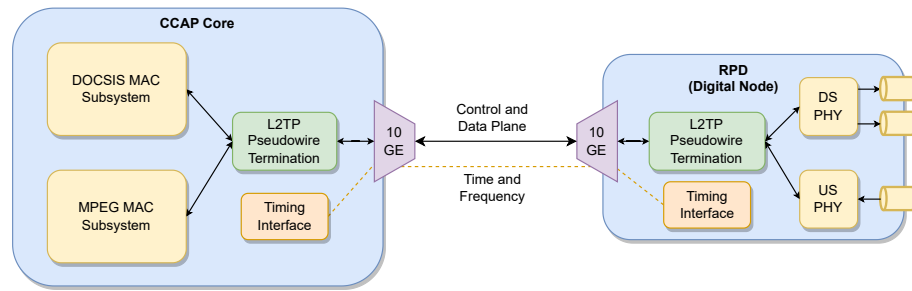 CCAP Core
DOCSIS MAC
Subsystem
MPEG MAC
Subsystem
L2TP
Pseudowire
Termination
Timing
Interface
10
GE
Control and
Data Plane
Time and
Frequency
10
GE
RPD
(Digital Node)
L2TP
Pseudowire
Termination
Timing
Interface
DS
PHY
US
PHY